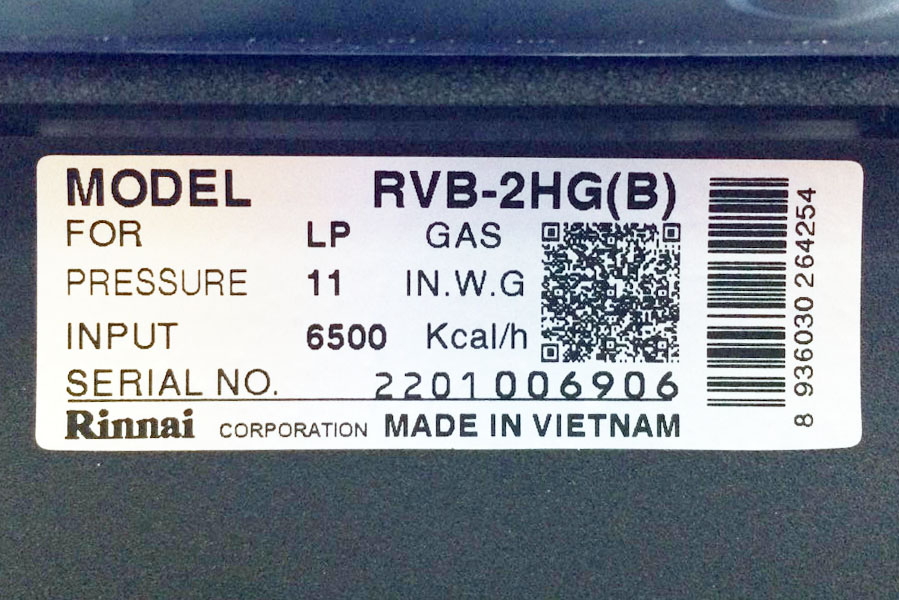 MODEL RVB-2HG(B)
FOR LP GAS
PRESSURE 11 IN.W.G
INPUT 6500 Kcal/h
SERIAL NO. 2201006906
Rinnai CORPORATION MADE IN VIETNAM
8 936030 264254